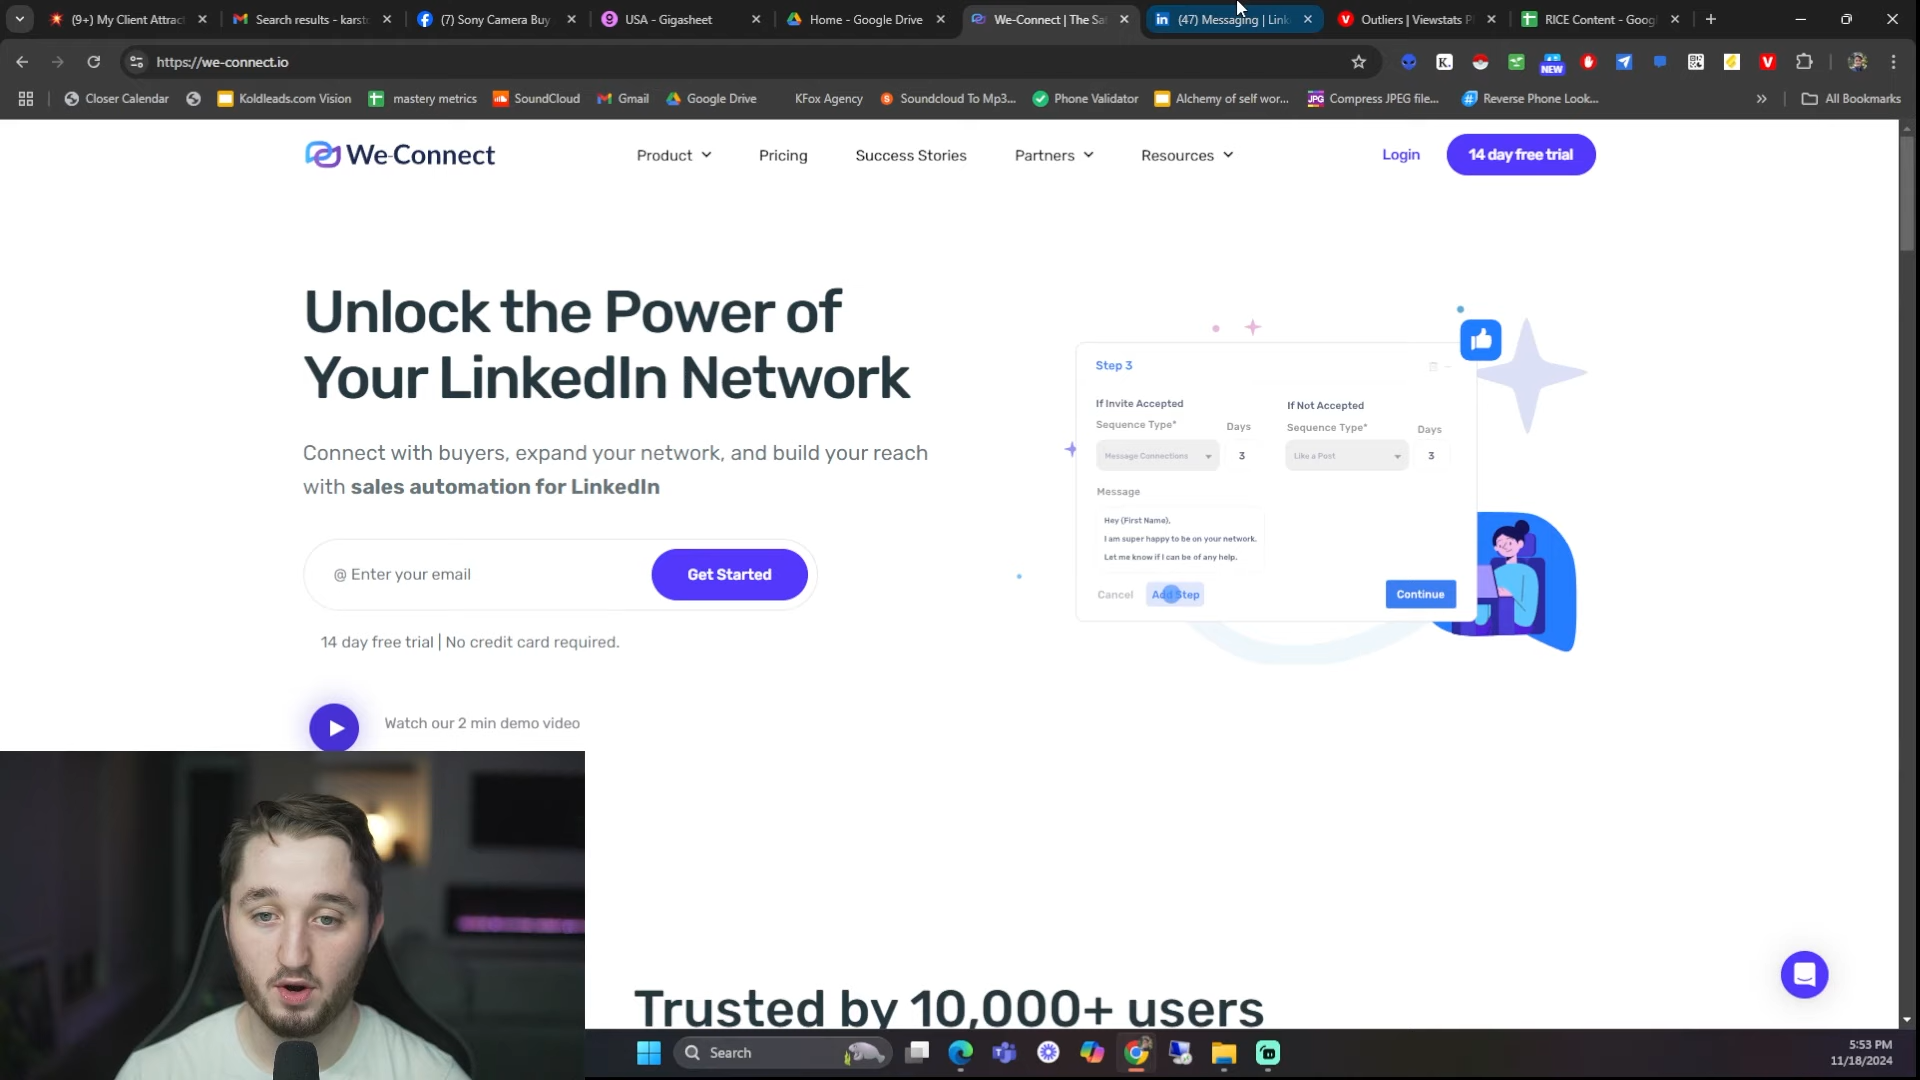 (9+) My Client Attract
Search results - karsto
(7) Sony Camera Buy
USA - Gigasheet
Home - Google Drive
We-Connect | The Saf
(47) Messaging | Linke
Outliers | Viewstats P
RICE Content - Googl
https://we-connect.io
NEW
Closer Calendar
Koldleads.com Vision
mastery metrics
SoundCloud
Gmail
Google Drive
KFox Agency
Soundcloud To Mp3...
Phone Validator
Alchemy of self wor...
JPG
Compress JPEG file...
Reverse Phone Look...
»
All Bookmarks
We-Connect
Product
Pricing
Success Stories
Partners
Resources
Login
14 day free trial
Unlock the Power of
Your LinkedIn Network
Connect with buyers, expand your network, and build your reach
with sales automation for LinkedIn
@ Enter your email
Get Started
14 day free trial | No credit card required.
Watch our 2 min demo video
Step 3
If Invite Accepted
If Not Accepted
Sequence Type*
Days
Sequence Type*
Days
Message Connections
3
Like a Post
3
Message
Hey {First Name},
I am super happy to be on your network.
Let me know if I can be of any help.
Cancel
Add Step
Continue
Trusted by 10,000+ users
Search
5:53 PM
11/18/2024